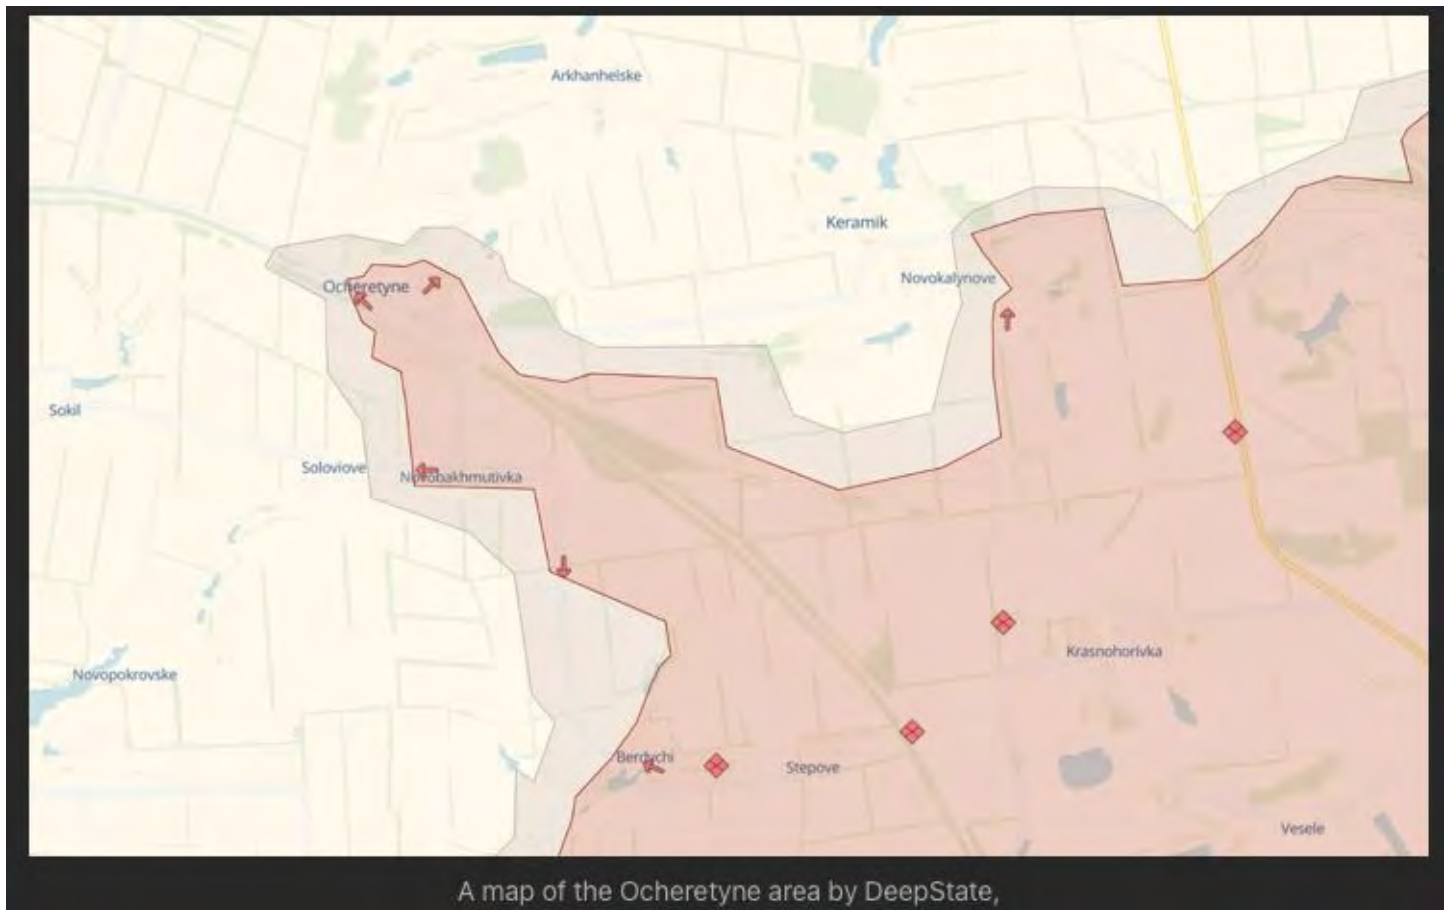 Arkhanhelske
Keramik
Novokalynove
Ocheretyne
Sokil
Soloviove
Novobakhmutivka
Krasnohorivka
Novopokrovske
Berdychi
Stepove
Vesele
A map of the Ocheretyne area by DeepState,